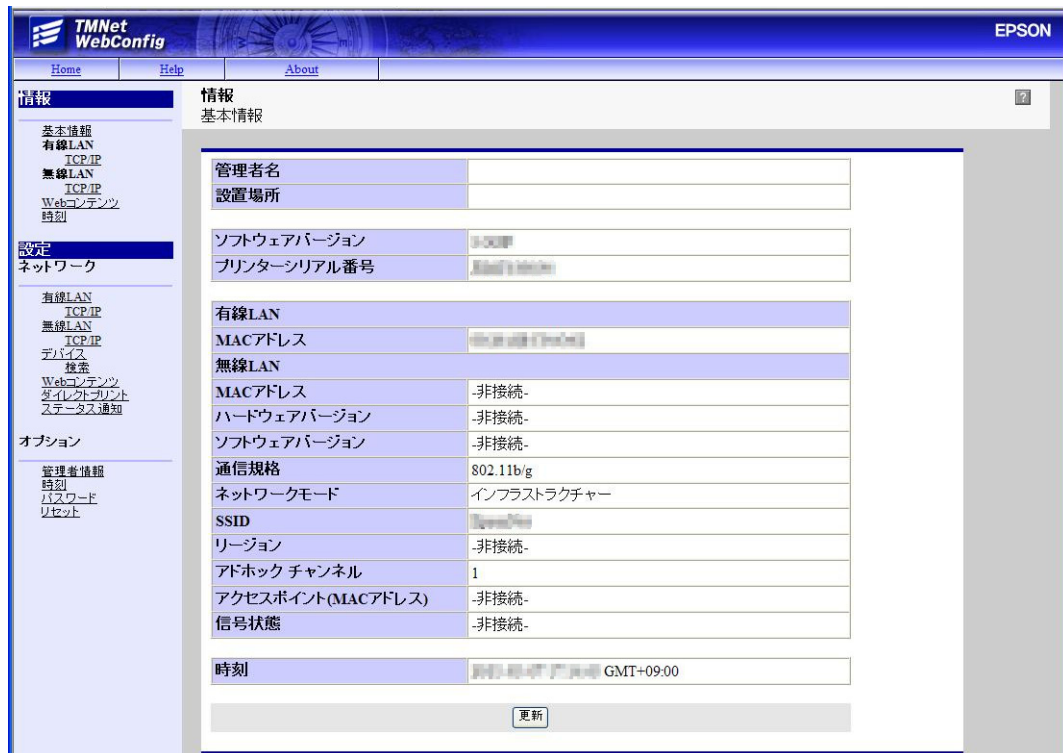 TMNet
WebConfig
EPSON
Home Help About
情報
基本情報
有線LAN
TCP/IP
無線LAN
TCP/IP
Webコンテンツ
時刻
設定
ネットワーク
有線LAN
TCP/IP
無線LAN
TCP/IP
デバイス
検索
Webコンテンツ
ダイレクトプリント
ステータス通知
オプション
管理者情報
時刻
パスワード
リセット
情報
?
基本情報
管理者名
設置場所
ソフトウェアバージョン
プリンターシリアル番号
有線LAN
MACアドレス
無線LAN
MACアドレス -非接続-
ハードウェアバージョン -非接続-
ソフトウェアバージョン -非接続-
通信規格 802.11b/g
ネットワークモード インフラストラクチャー
SSID
リージョン -非接続-
アドホック チャンネル 1
アクセスポイント(MACアドレス) -非接続-
信号状態 -非接続-
時刻 GMT+09:00
更新